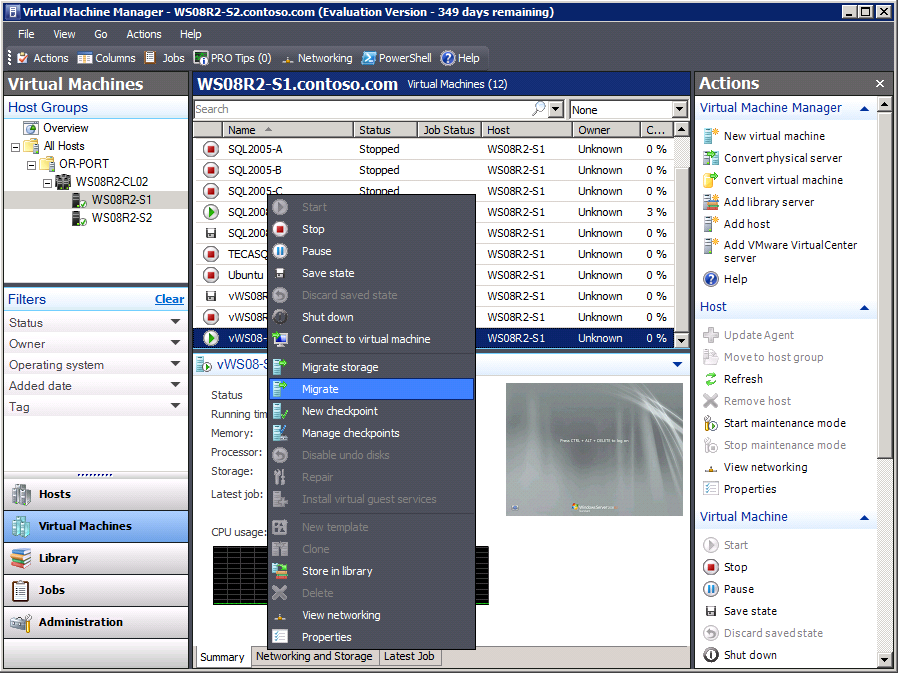 Virtual Machine Manager - WS08R2-S2.contoso.com (Evaluation Version - 349 days remaining)
File View Go Actions Help
Actions Columns Jobs PRO Tips (0) Networking PowerShell Help
Virtual Machines
Host Groups
Overview
All Hosts
OR-PORT
WS08R2-CL02
WS08R2-S1
WS08R2-S2
Filters Clear
Status
Owner
Operating system
Added date
Tag
Hosts
Virtual Machines
Library
Jobs
Administration
WS08R2-S1.contoso.com Virtual Machines (12)
Search None
Name Status Job Status Host Owner C...
SQL2005-A Stopped WS08R2-S1 Unknown 0 %
SQL2005-B Stopped WS08R2-S1 Unknown 0 %
SQL2005-C Stopped WS08R2-S1 Unknown 0 %
SQL200 WS08R2-S1 Unknown 3 %
SQL200 WS08R2-S1 Unknown 0 %
TECASQ WS08R2-S1 Unknown 0 %
Ubuntu WS08R2-S1 Unknown 0 %
vWS08R WS08R2-S1 Unknown 0 %
vWS08R WS08R2-S1 Unknown 0 %
vWS08- WS08R2-S1 Unknown 0 %
vWS08-S
Status
Running tim
Memory:
Processor:
Storage:
Latest job:
CPU usage:
Press CTRL + ALT + DELETE to log on
Summary Networking and Storage Latest Job
Start
Stop
Pause
Save state
Discard saved state
Shut down
Connect to virtual machine
Migrate storage
Migrate
New checkpoint
Manage checkpoints
Disable undo disks
Repair
Install virtual guest services
New template
Clone
Store in library
Delete
View networking
Properties
Actions
Virtual Machine Manager
New virtual machine
Convert physical server
Convert virtual machine
Add library server
Add host
Add VMware VirtualCenter
server
Help
Host
Update Agent
Move to host group
Refresh
Remove host
Start maintenance mode
Stop maintenance mode
View networking
Properties
Virtual Machine
Start
Stop
Pause
Save state
Discard saved state
Shut down